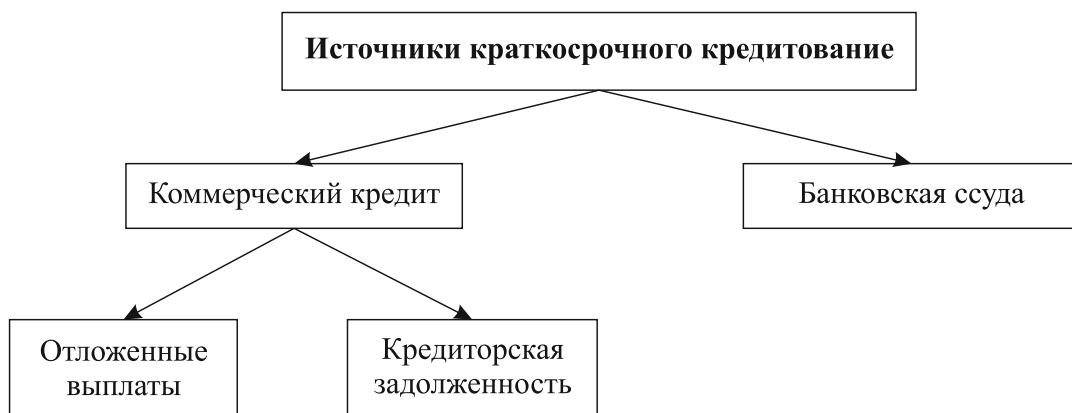 Источники краткосрочного кредитование
Коммерческий кредит
Банковская ссуда
Отложенные
выплаты
Кредиторская
задолженность